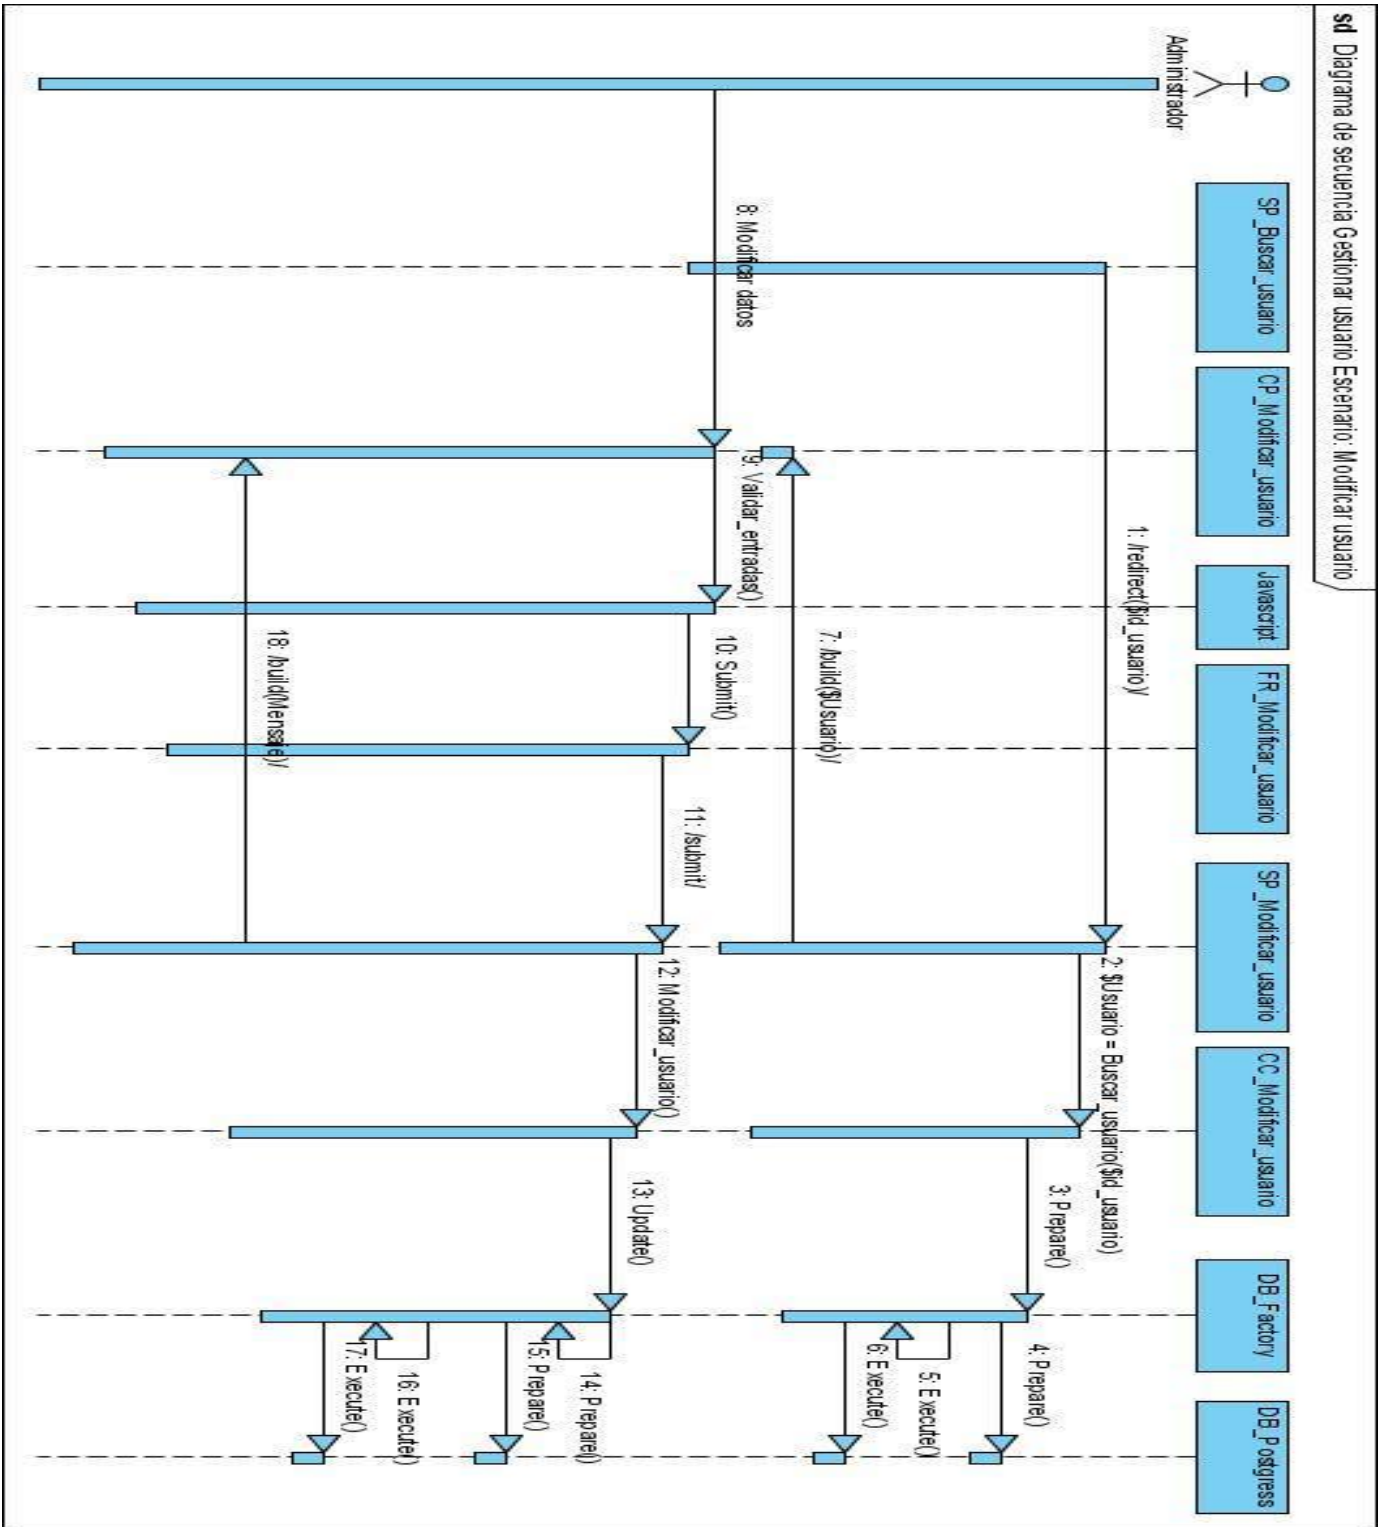 sd Diagrama de secuencia Gestionar usuario Escenario: Modificar usuario
Administrador
SP_Buscar_usuario
CP_Modificar_usuario
Javascript
FR_Modificar_usuario
SP_Modificar_usuario
CC_Modificar_usuario
DB_Factory
DB_Postgress
1: /redirect($id_usuario)/
2: $Usuario = Buscar_usuario($id_usuario)
3: Prepare()
4: Prepare()
5: Execute()
6: Execute()
7: /build($Usuario)/
8: Modificar datos
9: Validar_entradas()
10: Submit()
11: /submit/
12: Modificar_usuario()
13: Update()
14: Prepare()
15: Prepare()
16: Execute()
17: Execute()
18: /build(Mensaje)/